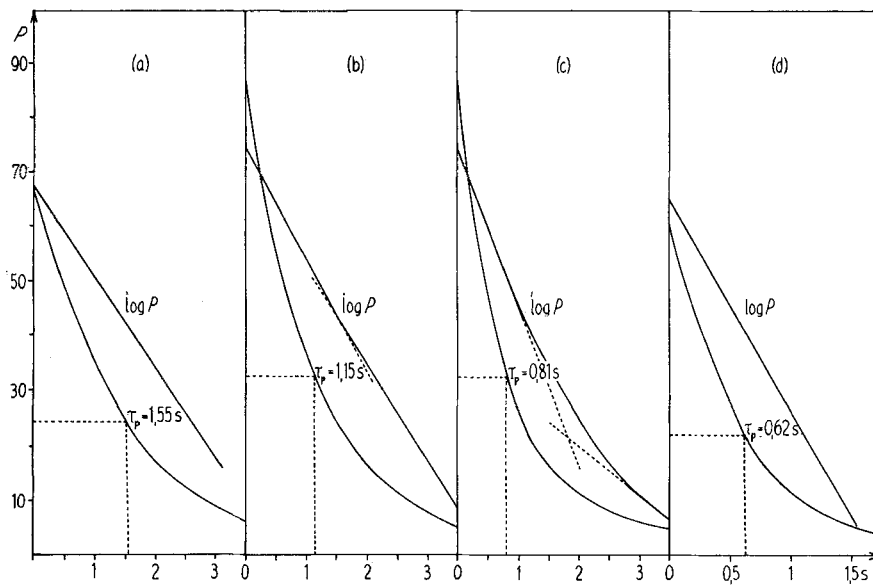 ρ
(a) (b) (c) (d)
90
70
50
30
10
log ρ
τₚ=1,55 s
log ρ
τₚ=1,15 s
log ρ
τₚ=0,81s
log ρ
τₚ=0,62 s
1 2 3 0 1 2 3 0 1 2 3 0 0,5 1 1,5 s